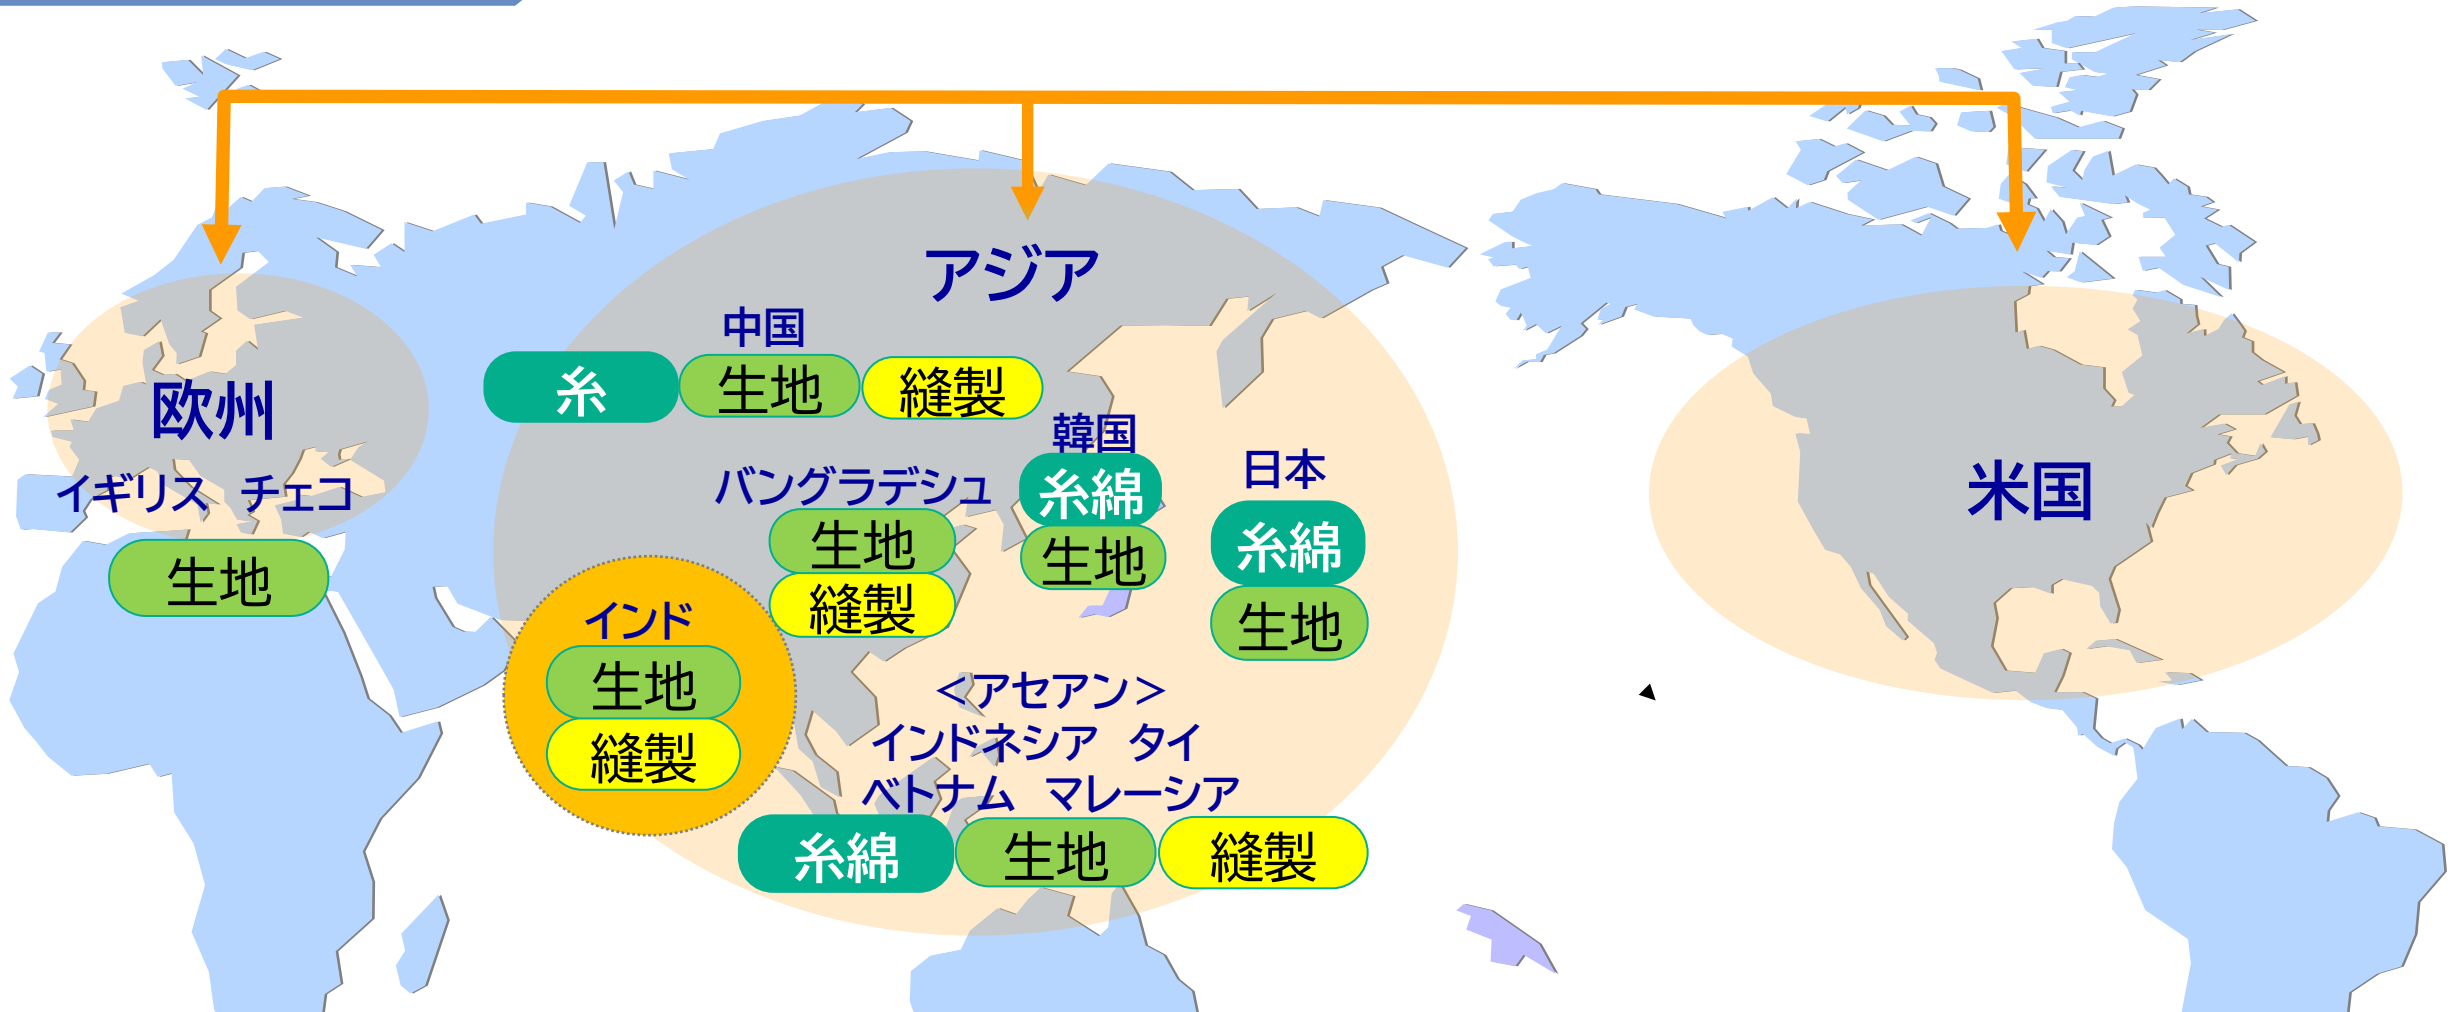 アジア
中国
糸
生地
縫製
欧州
イギリス　チェコ
生地
韓国
糸綿
生地
日本
糸綿
生地
バングラデシュ
生地
縫製
米国
インド
生地
縫製
＜アセアン＞
インドネシア　タイ
ベトナム　マレーシア
糸綿
生地
縫製